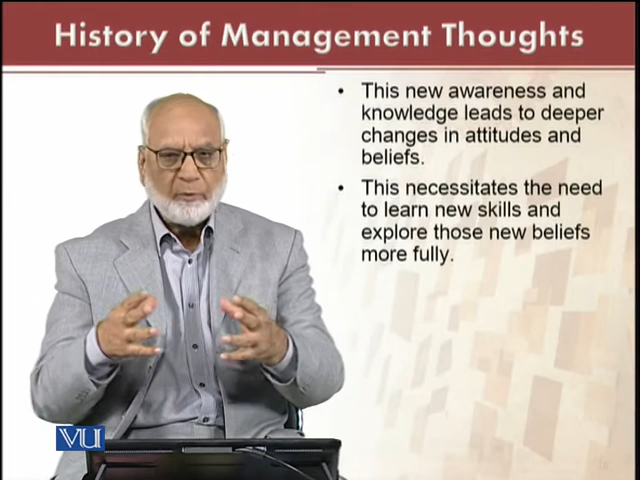 History of Management Thoughts
• This new awareness and
knowledge leads to deeper
changes in attitudes and
beliefs.
• This necessitates the need
to learn new skills and
explore those new beliefs
more fully.
VU